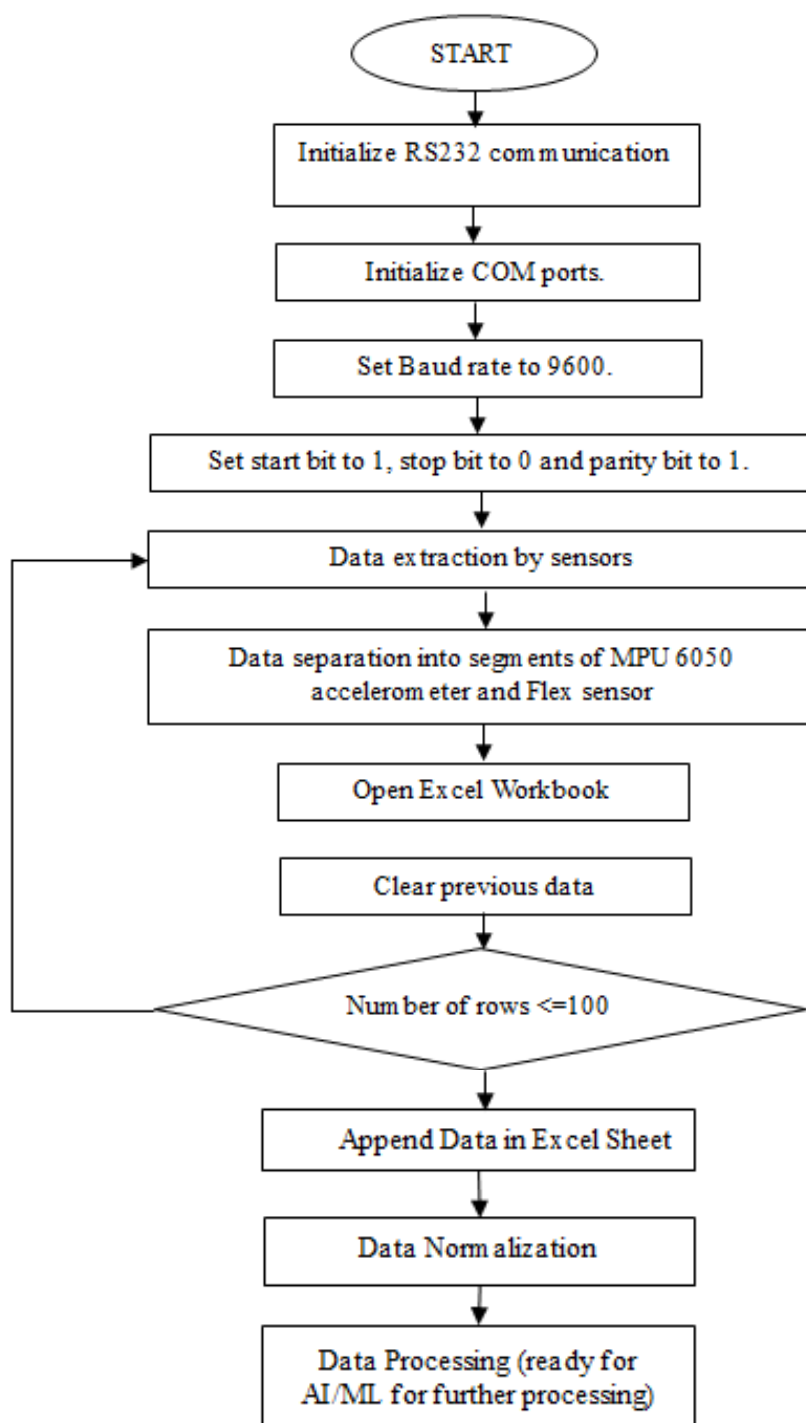 START
Initialize RS232 communication
Initialize COM ports.
Set Baud rate to 9600.
Set start bit to 1, stop bit to 0 and parity bit to 1.
Data extraction by sensors
Data separation into segments of MPU 6050
accelerometer and Flex sensor
Open Excel Workbook
Clear previous data
Number of rows <=100
Append Data in Excel Sheet
Data Normalization
Data Processing (ready for
AI/ML for further processing)